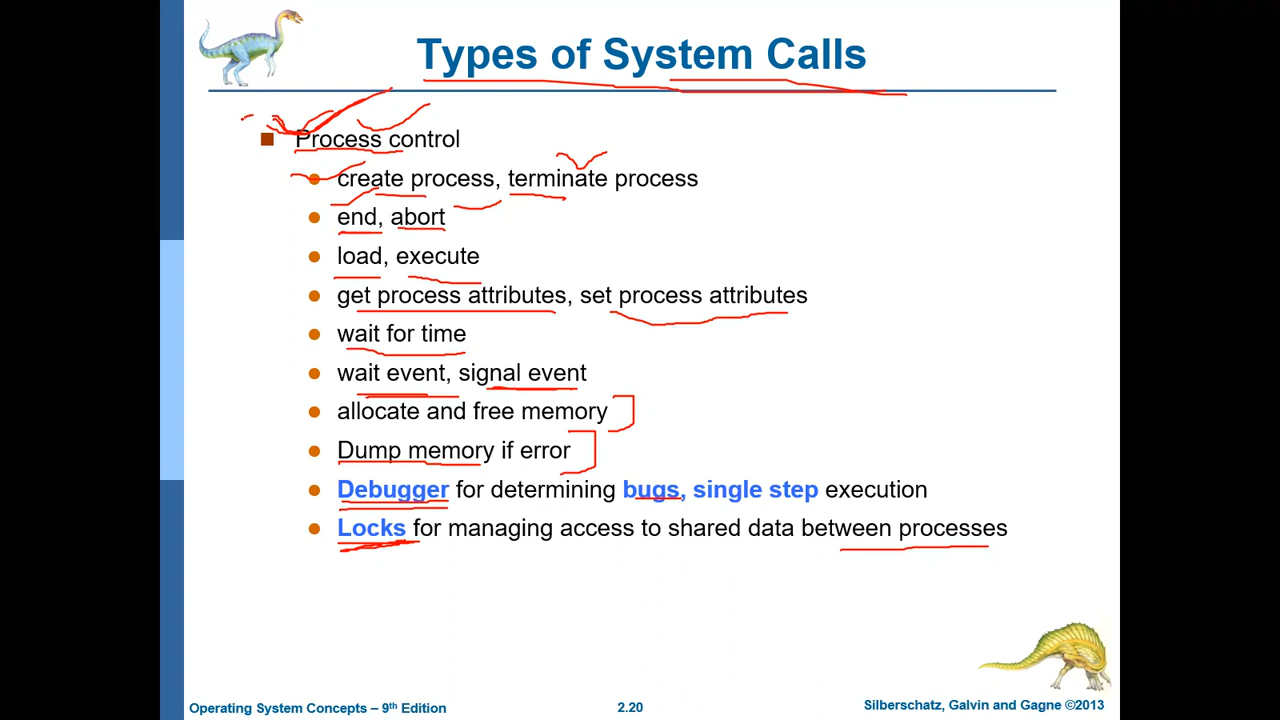 Types of System Calls
Process control
create process, terminate process
end, abort
load, execute
get process attributes, set process attributes
wait for time
wait event, signal event
allocate and free memory
Dump memory if error
Debugger for determining bugs, single step execution
Locks for managing access to shared data between processes
Operating System Concepts – 9th Edition
2.20
Silberschatz, Galvin and Gagne ©2013